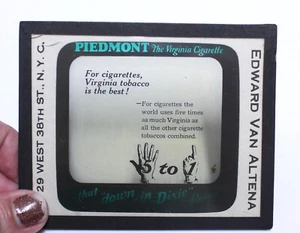 PIEDMONT The Virginia Cigarette
For cigarettes,
Virginia tobacco
is the best!
—For cigarettes the
world uses five times
as much Virginia as
all the other cigarette
tobaccos combined.
5 to 1
that "down in Dixie"
29 WEST 38TH ST., N.Y.C.
EDWARD VAN ALTENA